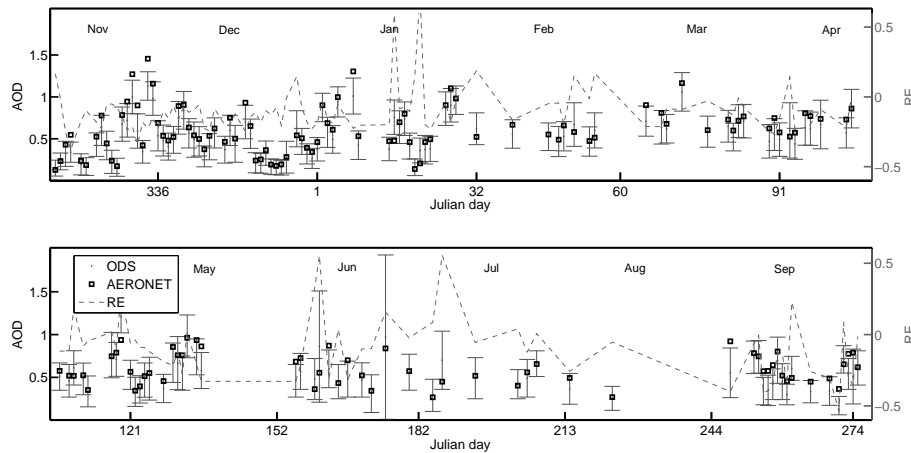 Nov Dec Jan Feb Mar Apr
AOD
1.5
1
0.5
0.5
0
−0.5
RE
336 1 32 60 91
Julian day
May Jun Jul Aug Sep
ODS
AERONET
RE
AOD
1.5
1
0.5
0.5
0
−0.5
RE
121 152 182 213 244 274
Julian day